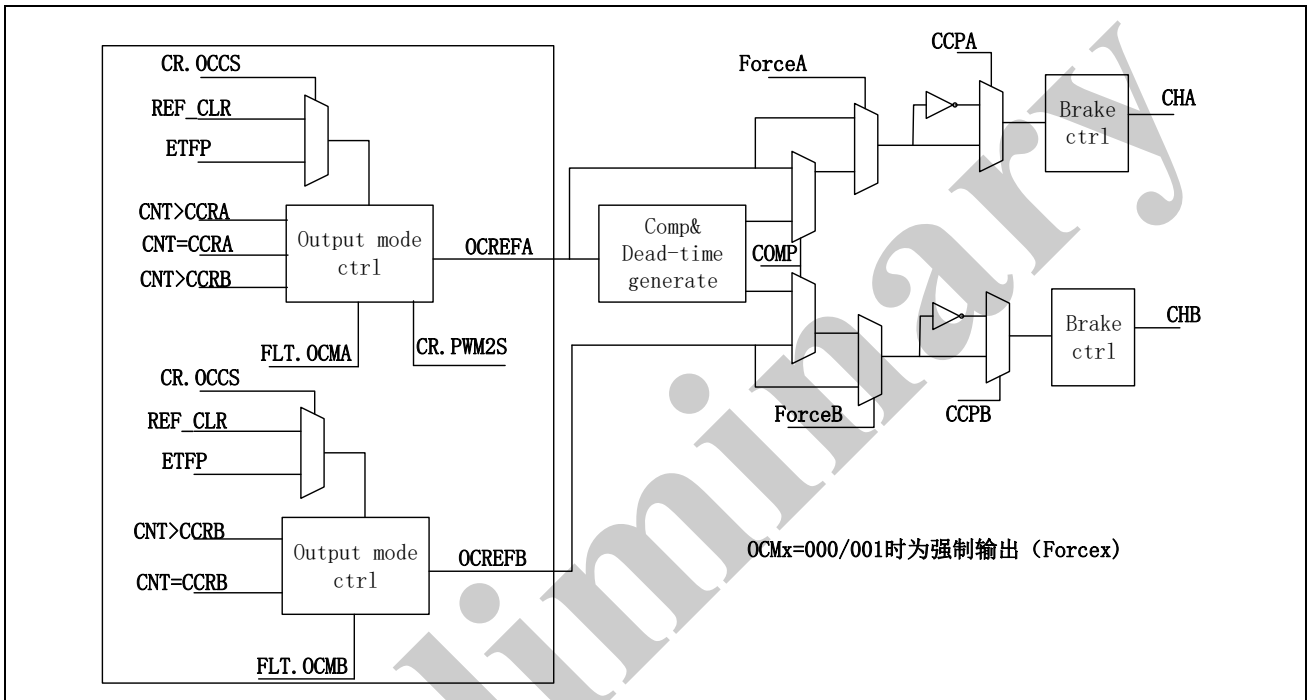 CR. OCCS
REF_CLR
ETFP
CNT>CCRA
CNT=CCRA
CNT>CCRB
Output mode
ctrl
OCREFA
FLT. OCMA
CR. PWM2S
CR. OCCS
REF_CLR
ETFP
CNT>CCRB
CNT=CCRB
Output mode
ctrl
OCREFB
FLT. OCMB
Comp&
Dead-time
generate
COMP
ForceA
CCPA
Brake
ctrl
CHA
ForceB
CCPB
Brake
ctrl
CHB
OCMx=000/001时为强制输出（Forcex）
liminary